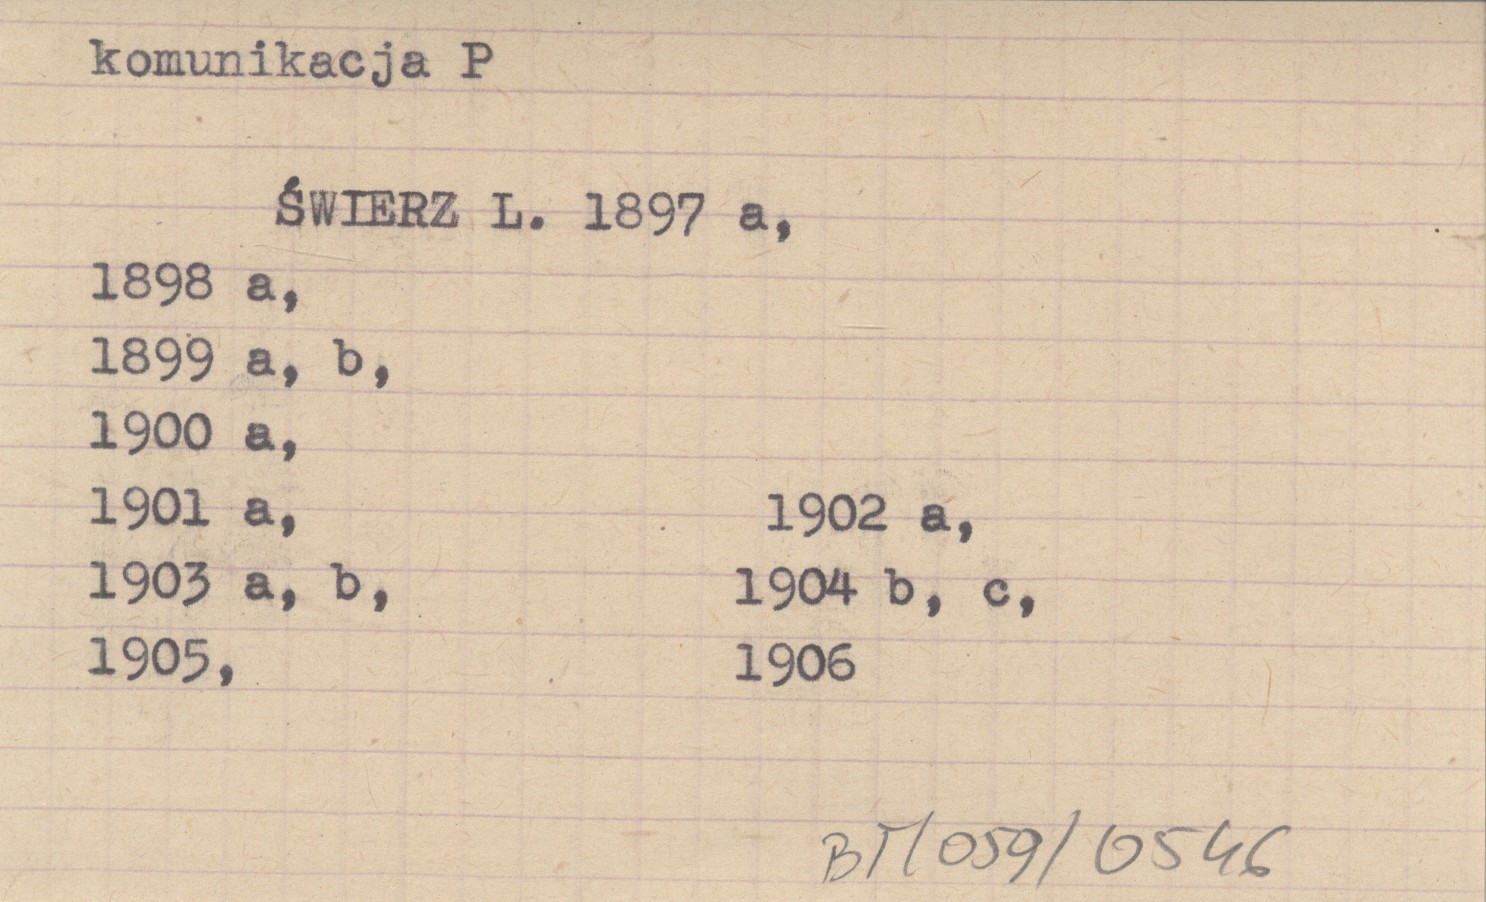 komunikacja P
ŚWIERZ L. 1897 a,
1898 a,
1899 a, b,
1900 a,
1901 a, 1902 a,
1903 a, b, 1904 b, c,
1905, 1906
BT/059/0546